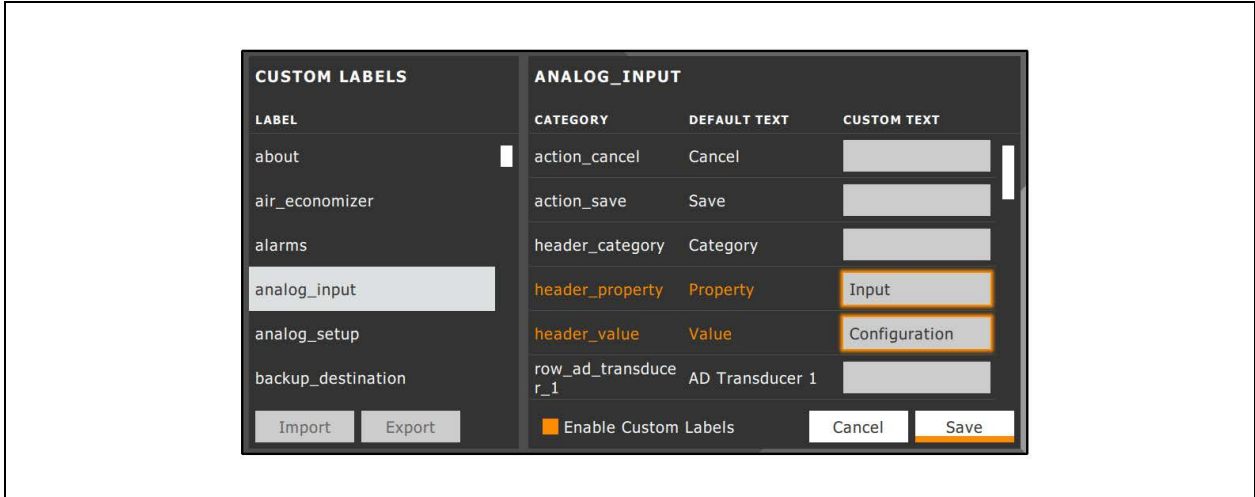 CUSTOM LABELS
LABEL
about
air_economizer
alarms
analog_input
analog_setup
backup_destination
Import Export
ANALOG_INPUT
CATEGORY DEFAULT TEXT CUSTOM TEXT
action_cancel Cancel
action_save Save
header_category Category
header_property Property Input
header_value Value Configuration
row_ad_transduce
r_1 AD Transducer 1
Enable Custom Labels Cancel Save